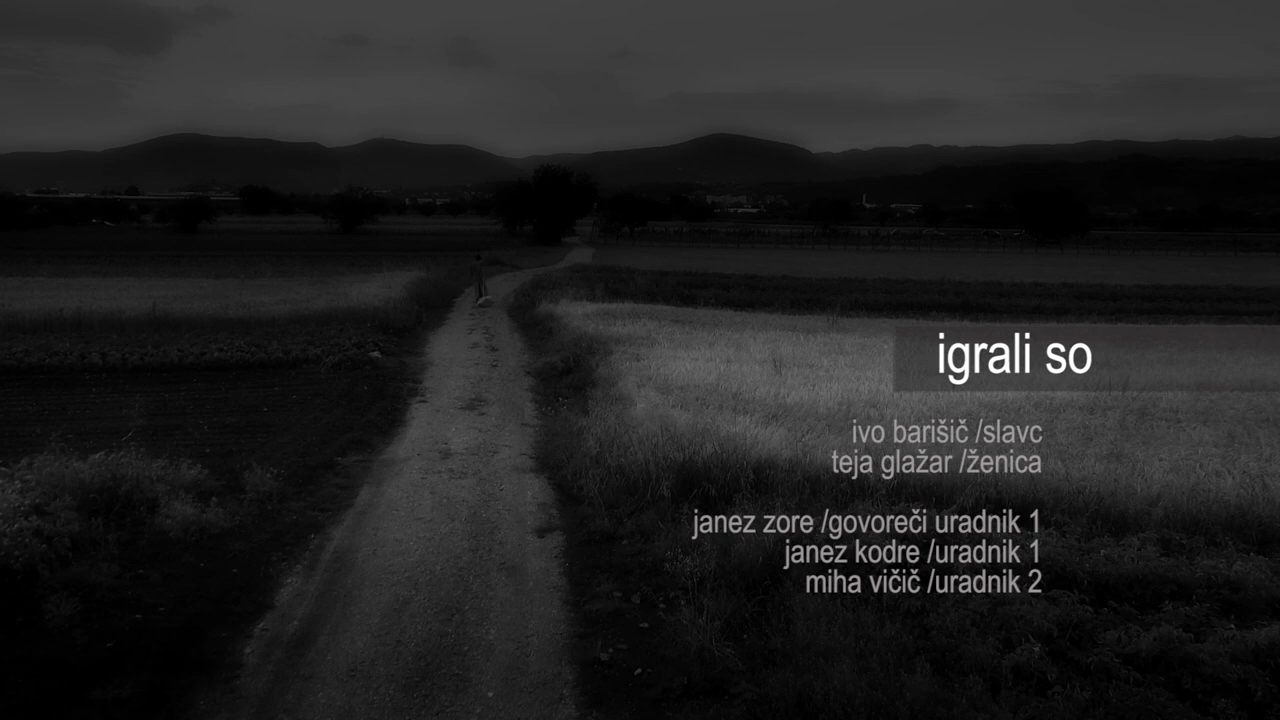 igrali so
ivo barišič /slavc
teja glažar /ženica
janez zore /govoreči uradnik 1
janez kodre /uradnik 1
miha vičič /uradnik 2